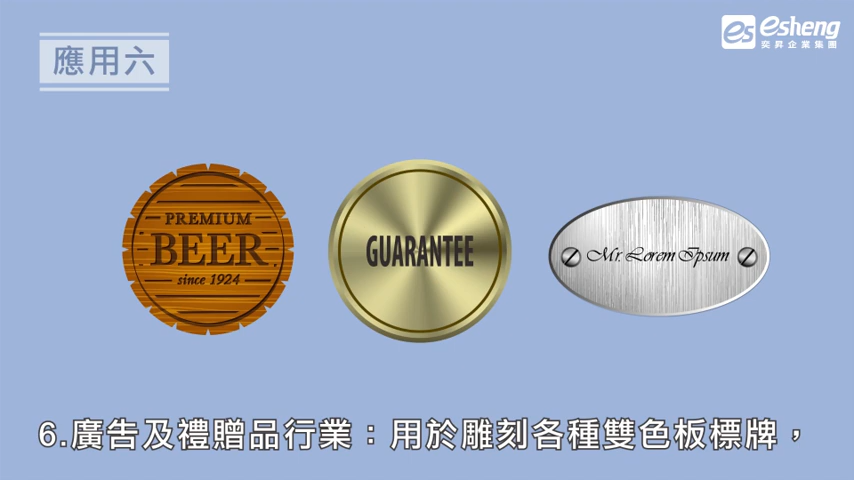 應用六
es esheng
奕昇企業集團
PREMIUM
BEER
since 1924
GUARANTEE
Mr. Lorem Ipsum
6.廣告及禮贈品行業：用於雕刻各種雙色板標牌，